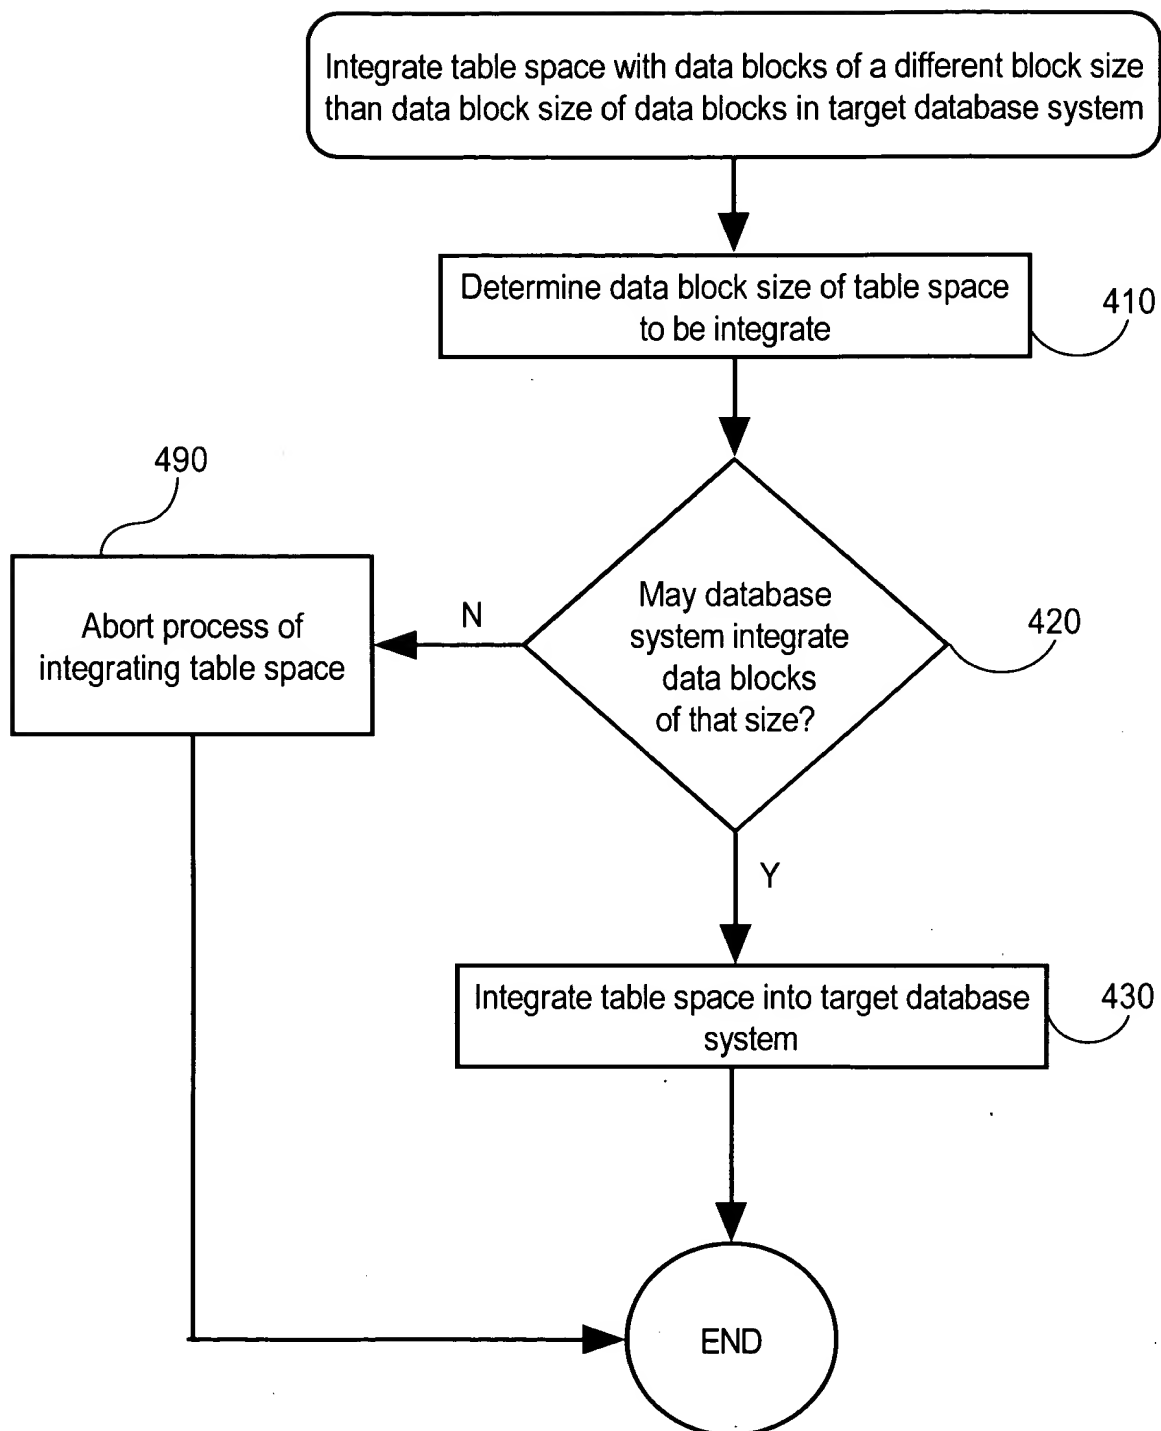 Integrate table space with data blocks of a different block size
than data block size of data blocks in target database system
Determine data block size of table space
to be integrate
410
490
May database
system integrate
data blocks
of that size?
420
N
Abort process of
integrating table space
Y
Integrate table space into target database
system
430
END